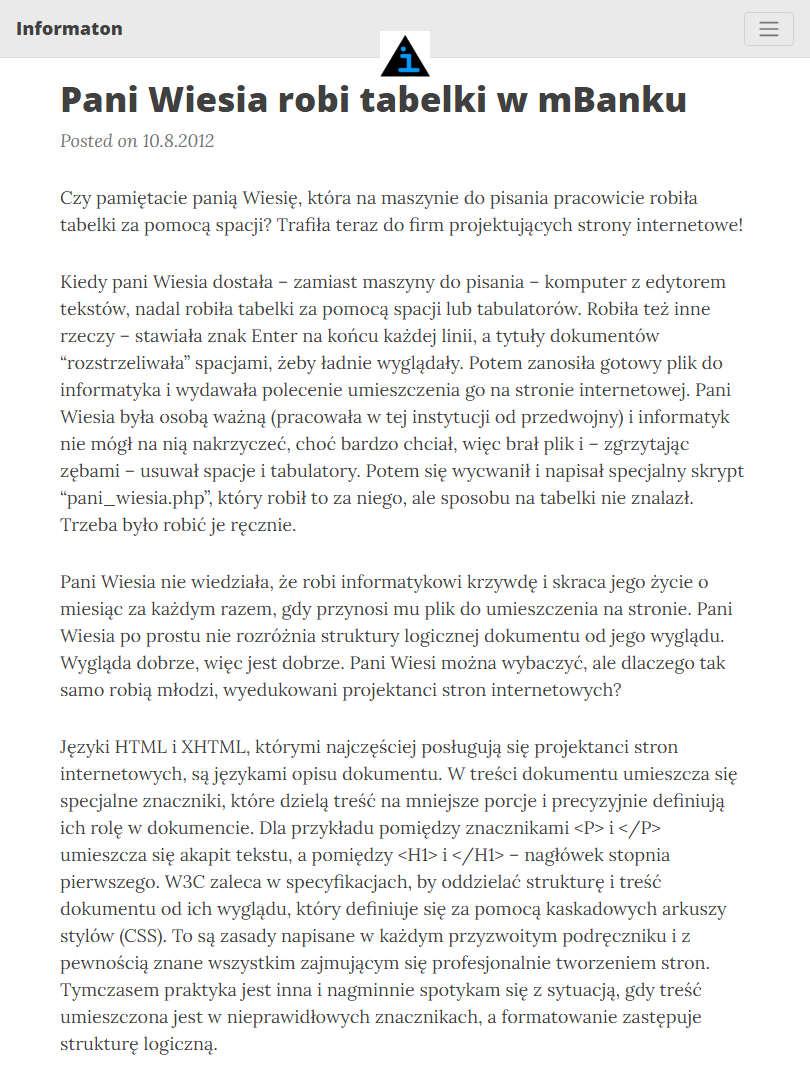 Informaton
Pani Wiesia robi tabelki w mBanku
Posted on 10.8.2012
Czy pamiętacie panią Wiesię, która na maszynie do pisania pracowicie robiła
tabelki za pomocą spacji? Trafiła teraz do firm projektujących strony internetowe!
Kiedy pani Wiesia dostała – zamiast maszyny do pisania – komputer z edytorem
tekstów, nadal robiła tabelki za pomocą spacji lub tabulatorów. Robiła też inne
rzeczy – stawiała znak Enter na końcu każdej linii, a tytuły dokumentów
“rozstrzeliwała” spacjami, żeby ładnie wyglądały. Potem zanosiła gotowy plik do
informatyka i wydawała polecenie umieszczenia go na stronie internetowej. Pani
Wiesia była osobą ważną (pracowała w tej instytucji od przedwojny) i informatyk
nie mógł na nią nakrzyczeć, choć bardzo chciał, więc brał plik i – zgrzytając
zębami – usuwał spacje i tabulatory. Potem się wycwanił i napisał specjalny skrypt
“pani_wiesia.php”, który robił to za niego, ale sposobu na tabelki nie znalazł.
Trzeba było robić je ręcznie.
Pani Wiesia nie wiedziała, że robi informatykowi krzywdę i skraca jego życie o
miesiąc za każdym razem, gdy przynosi mu plik do umieszczenia na stronie. Pani
Wiesia po prostu nie rozróżnia struktury logicznej dokumentu od jego wyglądu.
Wygląda dobrze, więc jest dobrze. Pani Wiesi można wybaczyć, ale dlaczego tak
samo robią młodzi, wyedukowani projektanci stron internetowych?
Języki HTML i XHTML, którymi najczęściej posługują się projektanci stron
internetowych, są językami opisu dokumentu. W treści dokumentu umieszcza się
specjalne znaczniki, które dzielą treść na mniejsze porcje i precyzyjnie definiują
ich rolę w dokumencie. Dla przykładu pomiędzy znacznikami <P> i </P>
umieszcza się akapit tekstu, a pomiędzy <H1> i </H1> – nagłówek stopnia
pierwszego. W3C zaleca w specyfikacjach, by oddzielać strukturę i treść
dokumentu od ich wyglądu, który definiuje się za pomocą kaskadowych arkuszy
stylów (CSS). To są zasady napisane w każdym przyzwoitym podręczniku i z
pewnością znane wszystkim zajmującym się profesjonalnie tworzeniem stron.
Tymczasem praktyka jest inna i nagminnie spotykam się z sytuacją, gdy treść
umieszczona jest w nieprawidłowych znacznikach, a formatowanie zastępuje
strukturę logiczną.